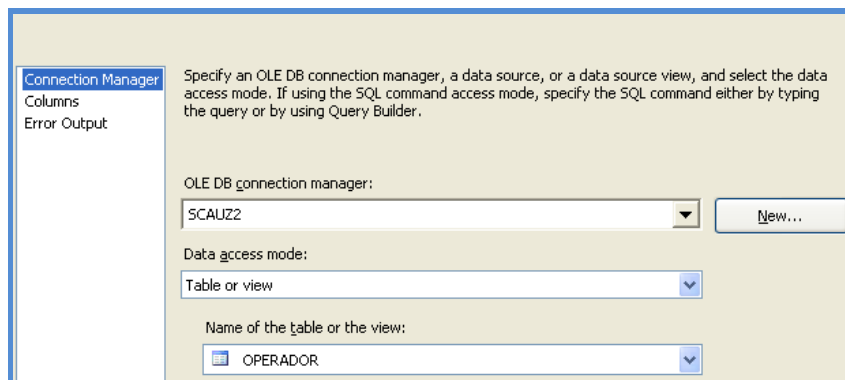 Connection Manager
Columns
Error Output
Specify an OLE DB connection manager, a data source, or a data source view, and select the data
access mode. If using the SQL command access mode, specify the SQL command either by typing
the query or by using Query Builder.
OLE DB connection manager:
SCAUZ2
New...
Data access mode:
Table or view
Name of the table or the view:
OPERADOR